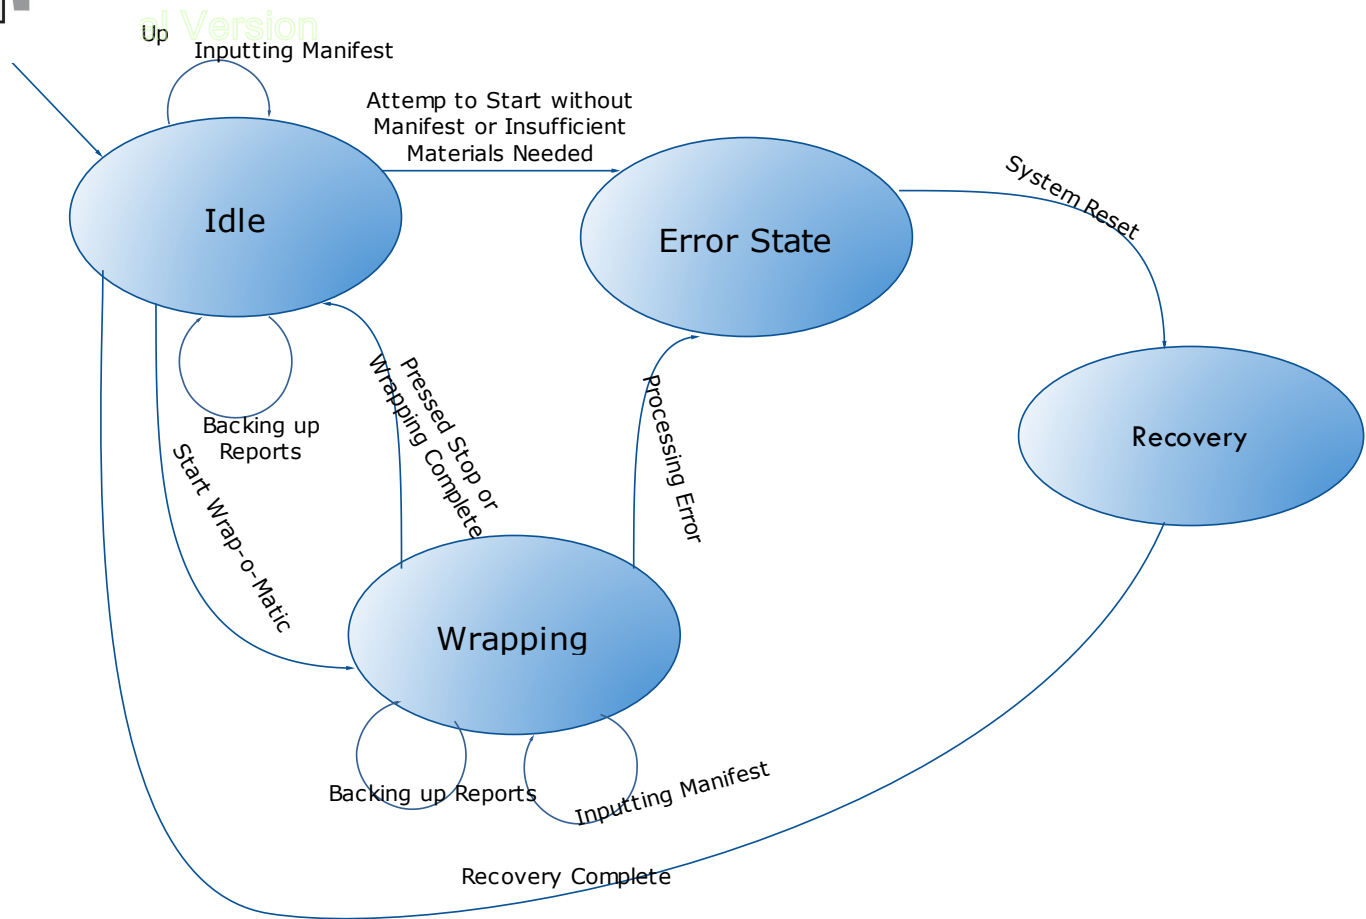 al Version
Up
Inputting Manifest
Attemp to Start without
Manifest or Insufficient
Materials Needed
System Reset
Idle
Error State
Pressed Stop or
Wrapping Complete
Processing Error
Backing up
Reports
Recovery
Start Wrap-o-Matic
Wrapping
Backing up Reports
Inputting Manifest
Recovery Complete